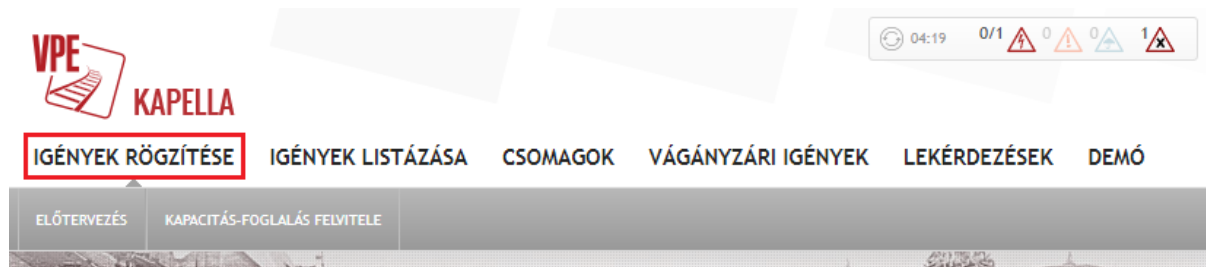 04:19 0/1 0 0 1
VPE
KAPELLA
IGÉNYEK RÖGZÍTÉSE IGÉNYEK LISTÁZÁSA CSOMAGOK VÁGÁNYZÁRI IGÉNYEK LEKÉRDEZÉSEK DEMÓ
ELŐTERVEZÉS KAPACITÁS-FOGLALÁS FELVITELE